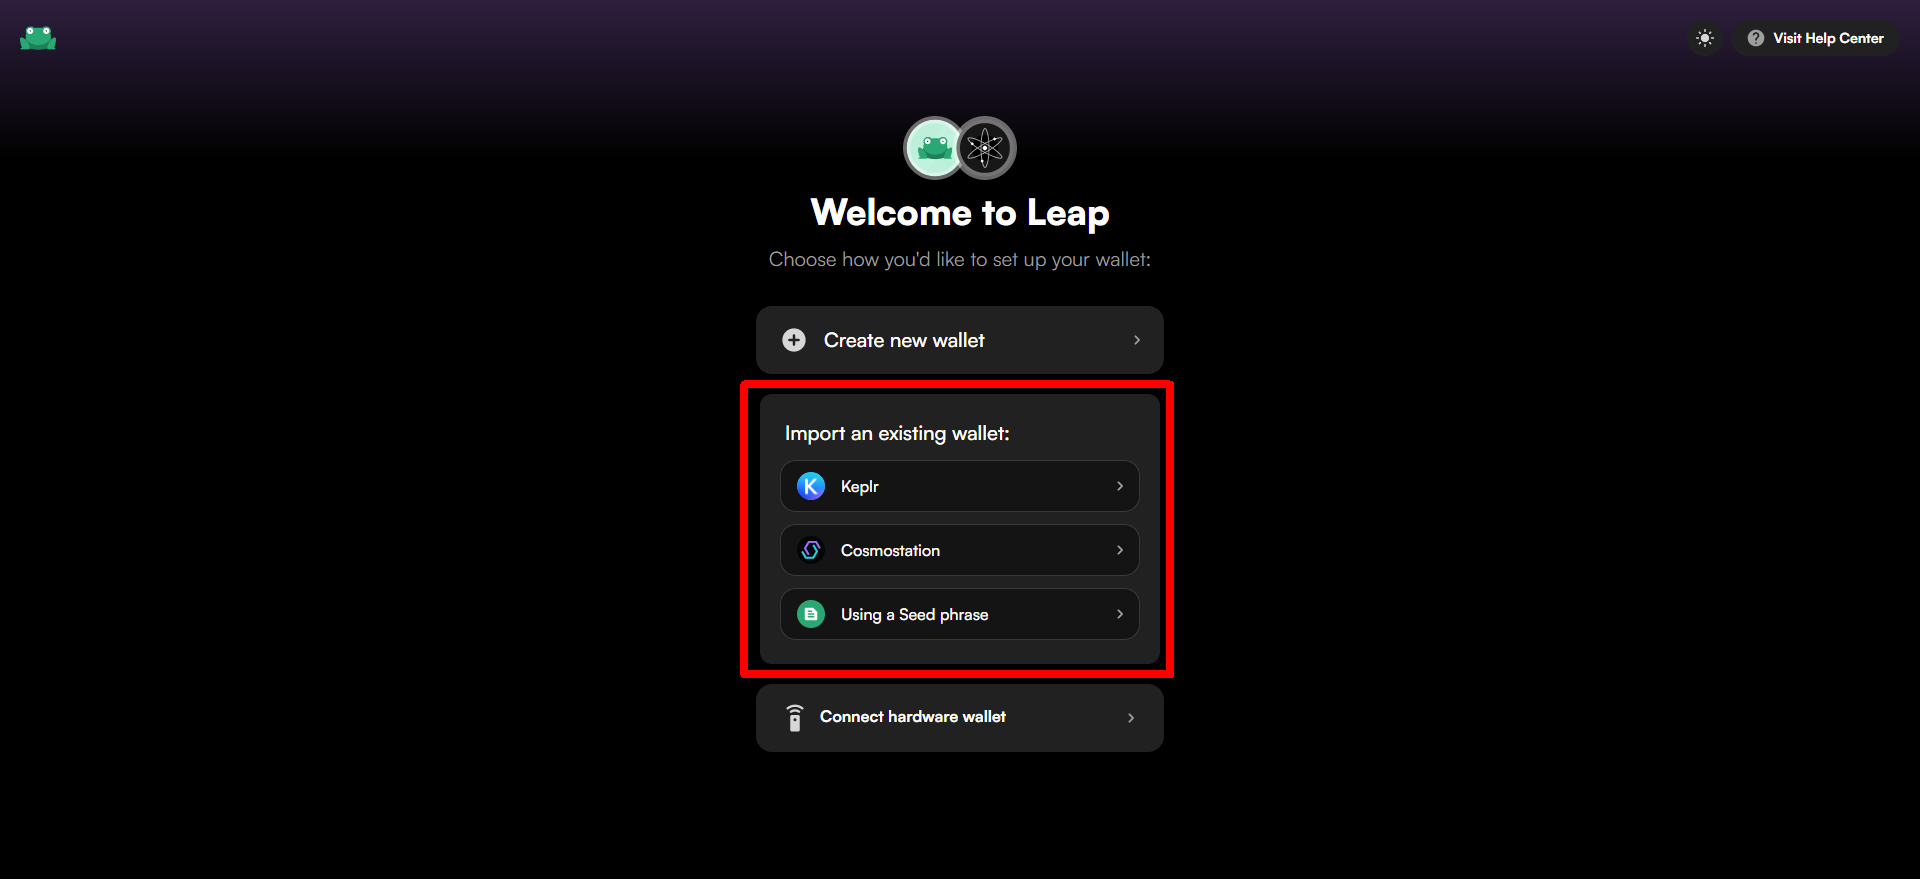 Visit Help Center
Welcome to Leap
Choose how you'd like to set up your wallet:
Create new wallet
Import an existing wallet:
Keplr
Cosmostation
Using a Seed phrase
Connect hardware wallet